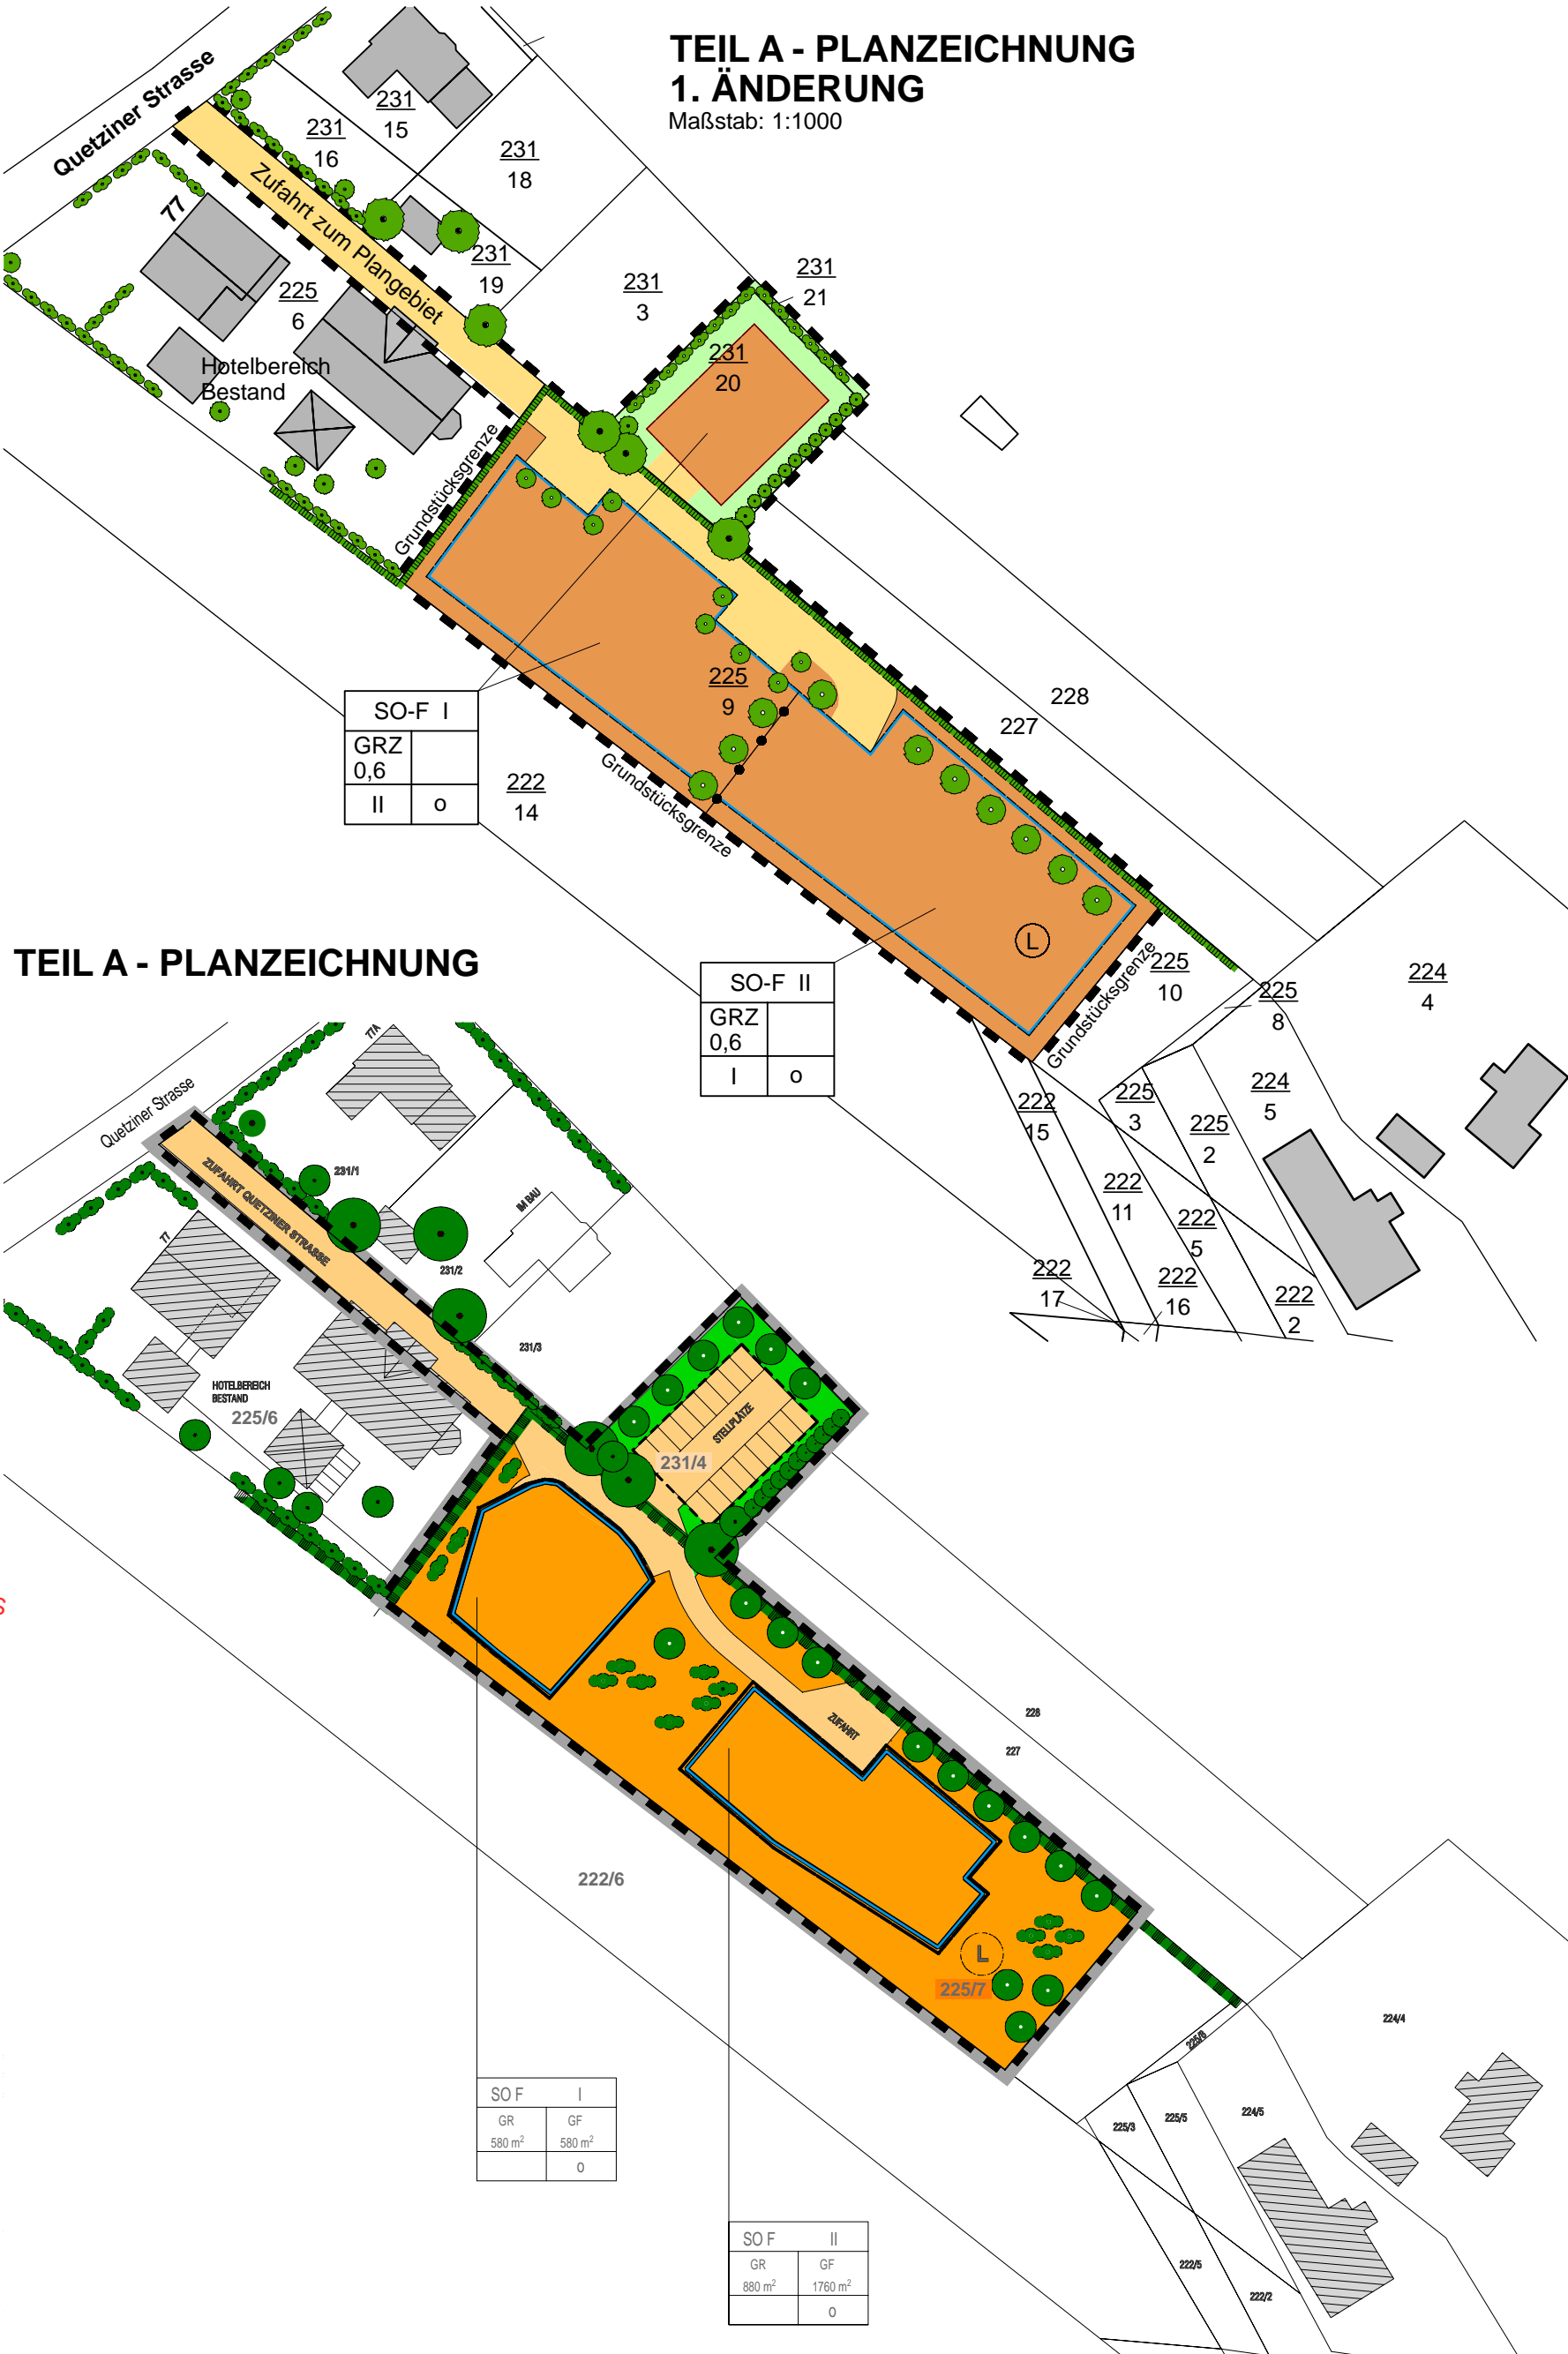 TEIL A - PLANZEICHNUNG
1. ÄNDERUNG
Maßstab: 1:1000
Quetziner Strasse
231
15
231
16
231
18
77
Zufahrt zum Plangebiet
231
19
231
3
231
21
225
6
Hotelbereich
Bestand
231
20
Grundstücksgrenze
225
9
228
227
SO-F I
GRZ
0,6
II
o
222
14
Grundstücksgrenze
L
SO-F II
GRZ
0,6
I
o
Grundstücksgrenze
225
10
225
8
224
4
222
15
225
3
225
2
224
5
222
11
222
5
222
17
222
16
222
2
TEIL A - PLANZEICHNUNG
Quetziner Strasse
77/A
ZUFAHRT QUETZINER STRASSE
231/1
77
IM BAU
231/2
231/3
HOTELBEREICH
BESTAND
225/6
STELLPLÄTZE
231/4
S
ZUFAHRT
228
227
222/6
L
225/7
224/4
225/8
225/3
225/5
224/5
222/5
222/2
SO F I
GR GF
580 m² 580 m²
o
SO F II
GR GF
880 m² 1760 m²
o